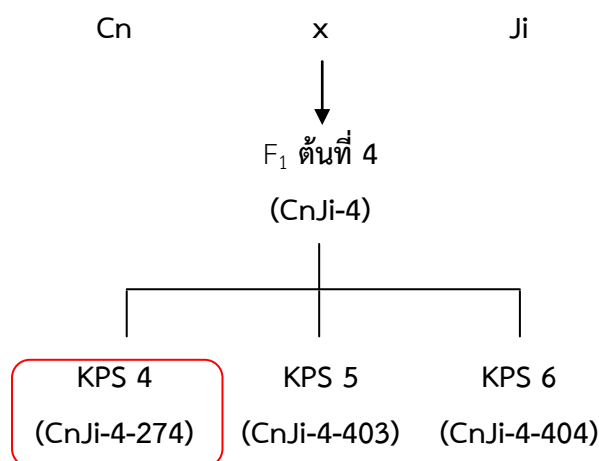 Cn x Ji
F₁ ต้นที่ 4
(CnJi-4)
KPS 4 KPS 5 KPS 6
(CnJi-4-274) (CnJi-4-403) (CnJi-4-404)